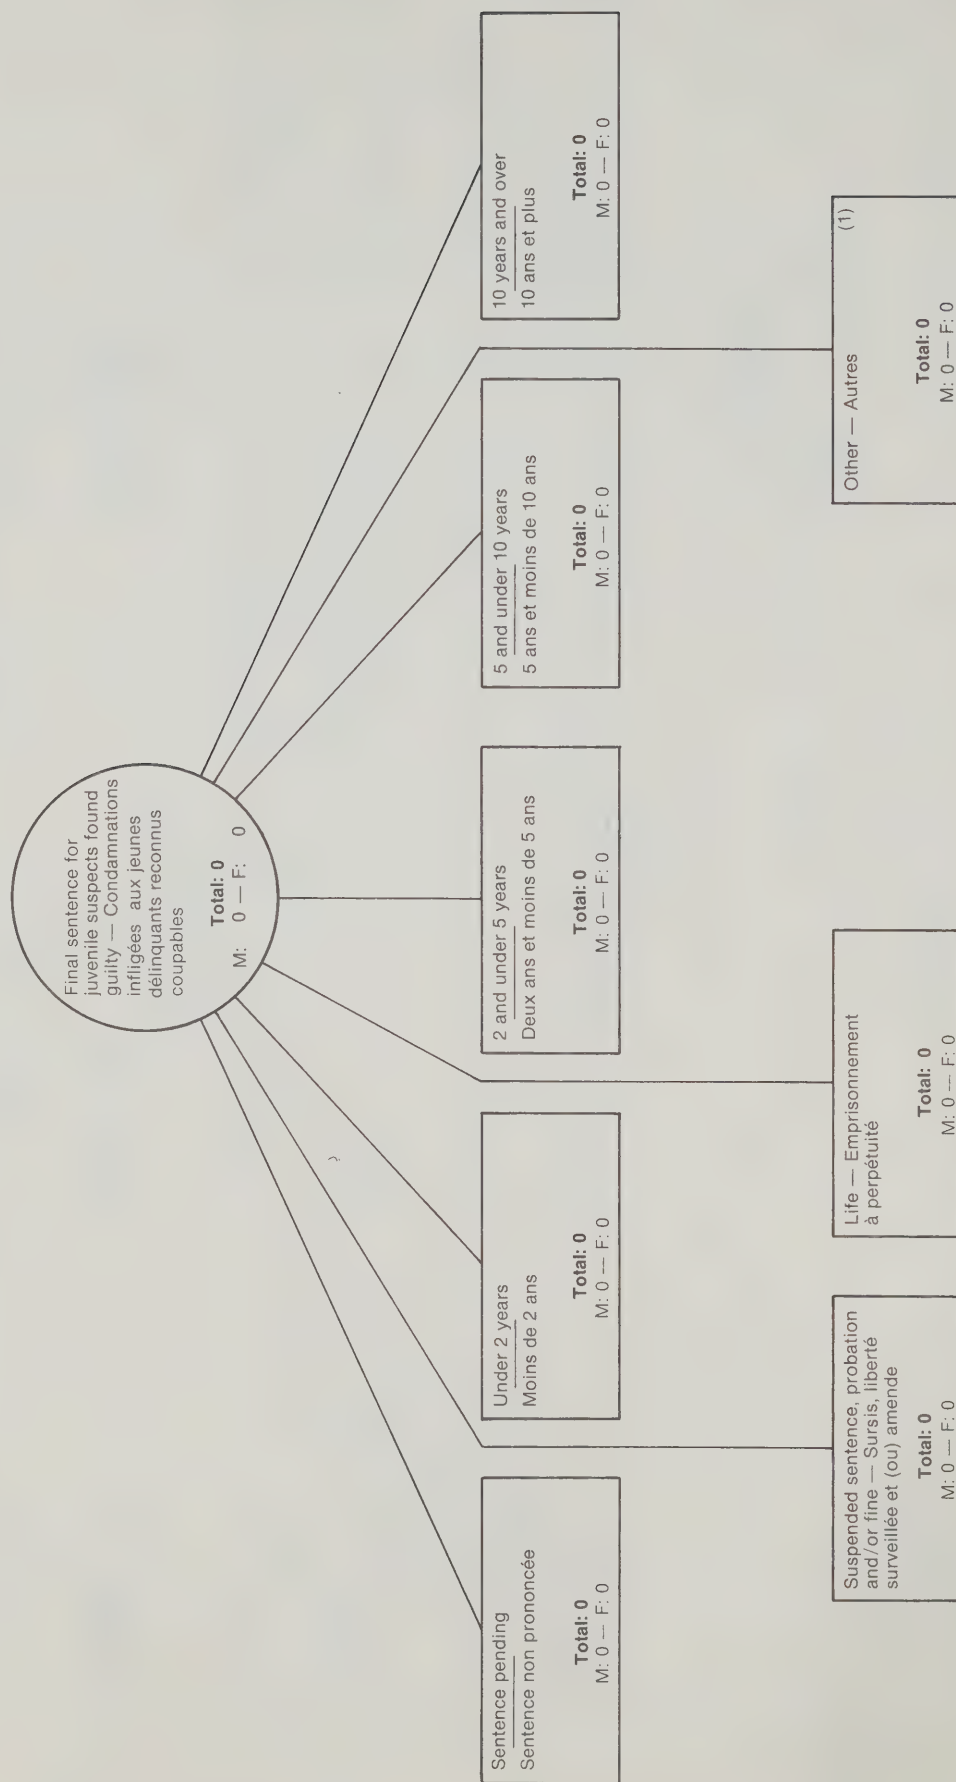 Final sentence for
juvenile suspects found
guilty — Condamnations
infligées aux jeunes
délinquants reconnus
coupables
Total: 0
M: 0 — F: 0
Sentence pending
Sentence non prononcée
Total: 0
M: 0 — F: 0
Under 2 years
Moins de 2 ans
Total: 0
M: 0 — F: 0
2 and under 5 years
Deux ans et moins de 5 ans
Total: 0
M: 0 — F: 0
5 and under 10 years
5 ans et moins de 10 ans
Total: 0
M: 0 — F: 0
10 years and over
10 ans et plus
Total: 0
M: 0 — F: 0
Suspended sentence, probation
and/or fine — Sursis, liberté
surveillée et (ou) amende
Total: 0
M: 0 — F: 0
Life — Emprisonnement
à perpétuité
Total: 0
M: 0 — F: 0
Other — Autres (1)
Total: 0
M: 0 — F: 0